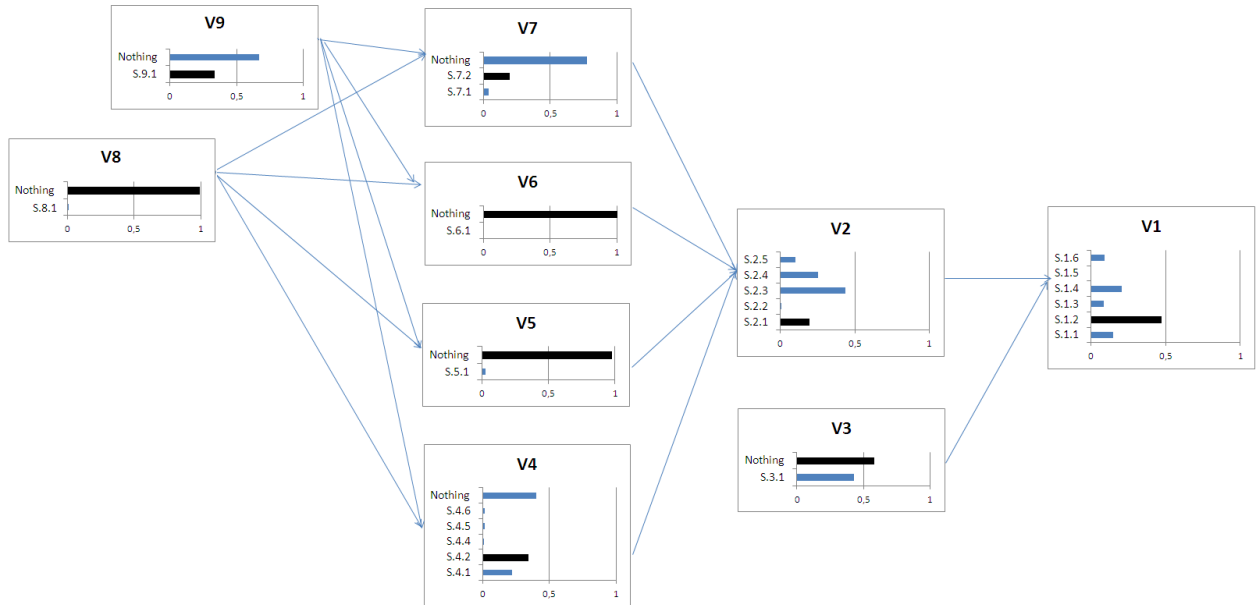 V9
Nothing
S.9.1
0 0,5 1
V8
Nothing
S.8.1
0 0,5 1
V7
Nothing
S.7.2
S.7.1
0 0,5 1
V6
Nothing
S.6.1
0 0,5 1
V5
Nothing
S.5.1
0 0,5 1
V4
Nothing
S.4.6
S.4.5
S.4.4
S.4.2
S.4.1
0 0,5 1
V2
S.2.5
S.2.4
S.2.3
S.2.2
S.2.1
0 0,5 1
V3
Nothing
S.3.1
0 0,5 1
V1
S.1.6
S.1.5
S.1.4
S.1.3
S.1.2
S.1.1
0 0,5 1